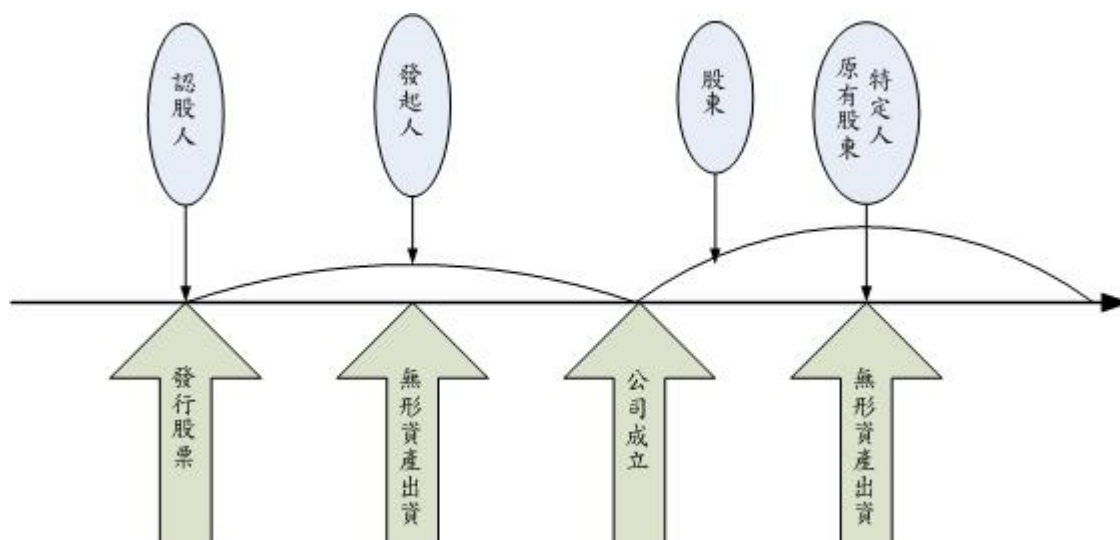 認股人
發起人
股東
特定人
原有股東
發行股票
無形資產出資
公司成立
無形資產出資